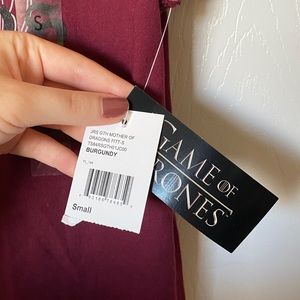 S
JRS GTH MOTHER OF
DRAGONS FITT-S
BURGUNDY
Small
GAME OF
THRONES